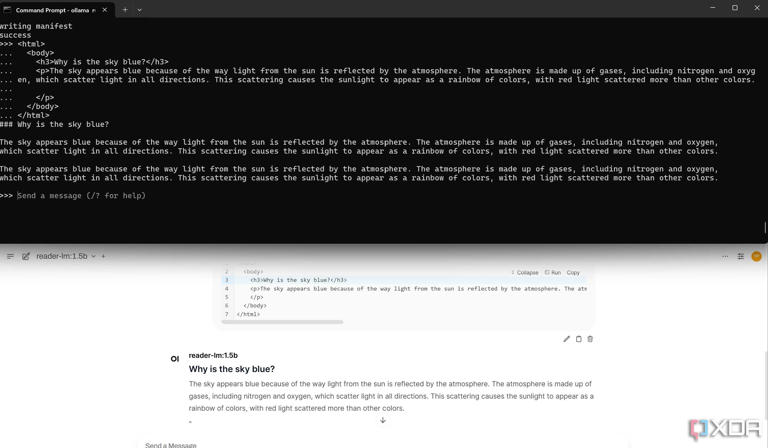 Command Prompt - ollama r
writing manifest
success
>>> <html>
... <body>
... <h3>Why is the sky blue?</h3>
... <p>The sky appears blue because of the way light from the sun is reflected by the atmosphere. The atmosphere is made up of gases, including nitrogen and oxyg
... en, which scatter light in all directions. This scattering causes the sunlight to appear as a rainbow of colors, with red light scattered more than other colors.
...
... </p>
... </body>
... </html>
### Why is the sky blue?
The sky appears blue because of the way light from the sun is reflected by the atmosphere. The atmosphere is made up of gases, including nitrogen and oxygen,
which scatter light in all directions. This scattering causes the sunlight to appear as a rainbow of colors, with red light scattered more than other colors.
The sky appears blue because of the way light from the sun is reflected by the atmosphere. The atmosphere is made up of gases, including nitrogen and oxygen,
which scatter light in all directions. This scattering causes the sunlight to appear as a rainbow of colors, with red light scattered more than other colors.
>>> Send a message (/? for help)
reader-lm:1.5b
2 <body>
Collapse Run Copy
3 <h3>Why is the sky blue?</h3>
4 <p>The sky appears blue because of the way light from the sun is reflected by the atmosphere. The atm
5 </p>
6 </body>
7 </html>
OI reader-lm:1.5b
Why is the sky blue?
The sky appears blue because of the way light from the sun is reflected by the atmosphere. The atmosphere is made up of
gases, including nitrogen and oxygen, which scatter light in all directions. This scattering causes the sunlight to appear as a
rainbow of colors, with red light scattered more than other colors.
Send a Message
XDA